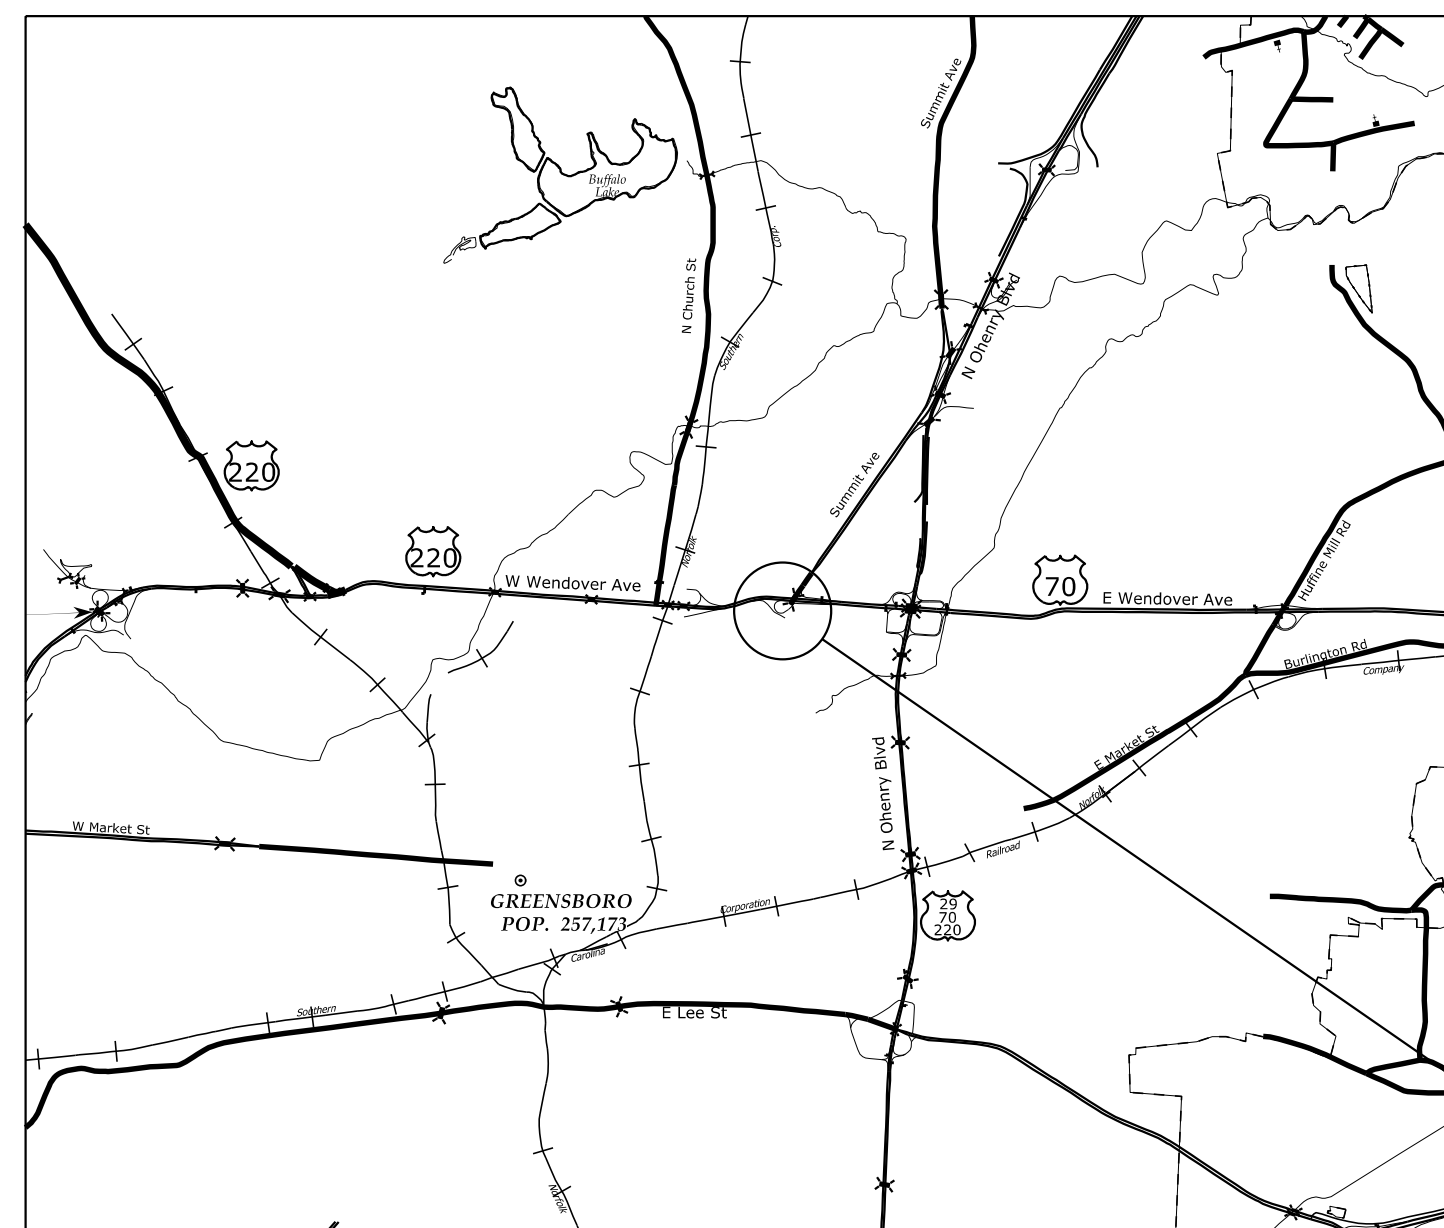 Summit Ave
Buffalo
Lake
Corp.
N Church St
N Ohenry Blvd
Southern
220
Summit Ave
220
Norfolk
W Wendover Ave
70
E Wendover Ave
Huffine Mill Rd
Burlington Rd
Company
E Market St
N Ohenry Blvd
Norfolk
W Market St
Railroad
GREENSBORO
POP. 257,173
Corporation
29
70
220
Carolina
Southern
E Lee St
Norfolk